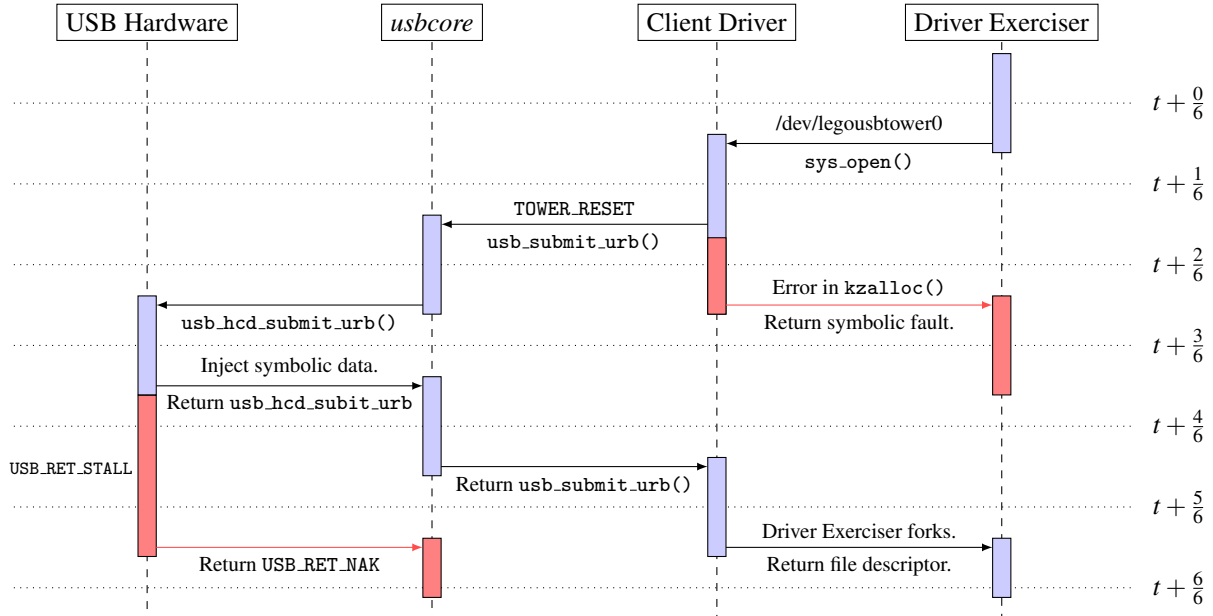 USB Hardware
usbcore
Client Driver
Driver Exerciser
t + 0/6
/dev/legousbtower0
sys_open()
t + 1/6
TOWER_RESET
usb_submit_urb()
t + 2/6
Error in kzalloc()
usb_hcd_submit_urb()
Return symbolic fault.
t + 3/6
Inject symbolic data.
Return usb_hcd_subit_urb
t + 4/6
USB_RET_STALL
Return usb_submit_urb()
t + 5/6
Driver Exerciser forks.
Return USB_RET_NAK
Return file descriptor.
t + 6/6